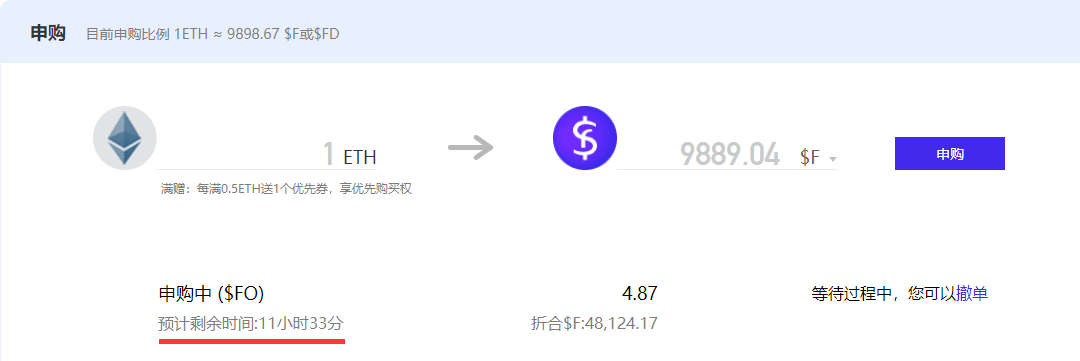 申购 目前申购比例 1ETH ≈ 9898.67 $F或$FD
1 ETH 9889.04 $F 申购
满赠：每满0.5ETH送1个优先券，享优先购买权
申购中 ($FO) 4.87 等待过程中，您可以撤单
预计剩余时间:11小时33分 折合$F:48,124.17